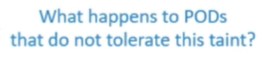 What happens to PODs
that do not tolerate this taint?